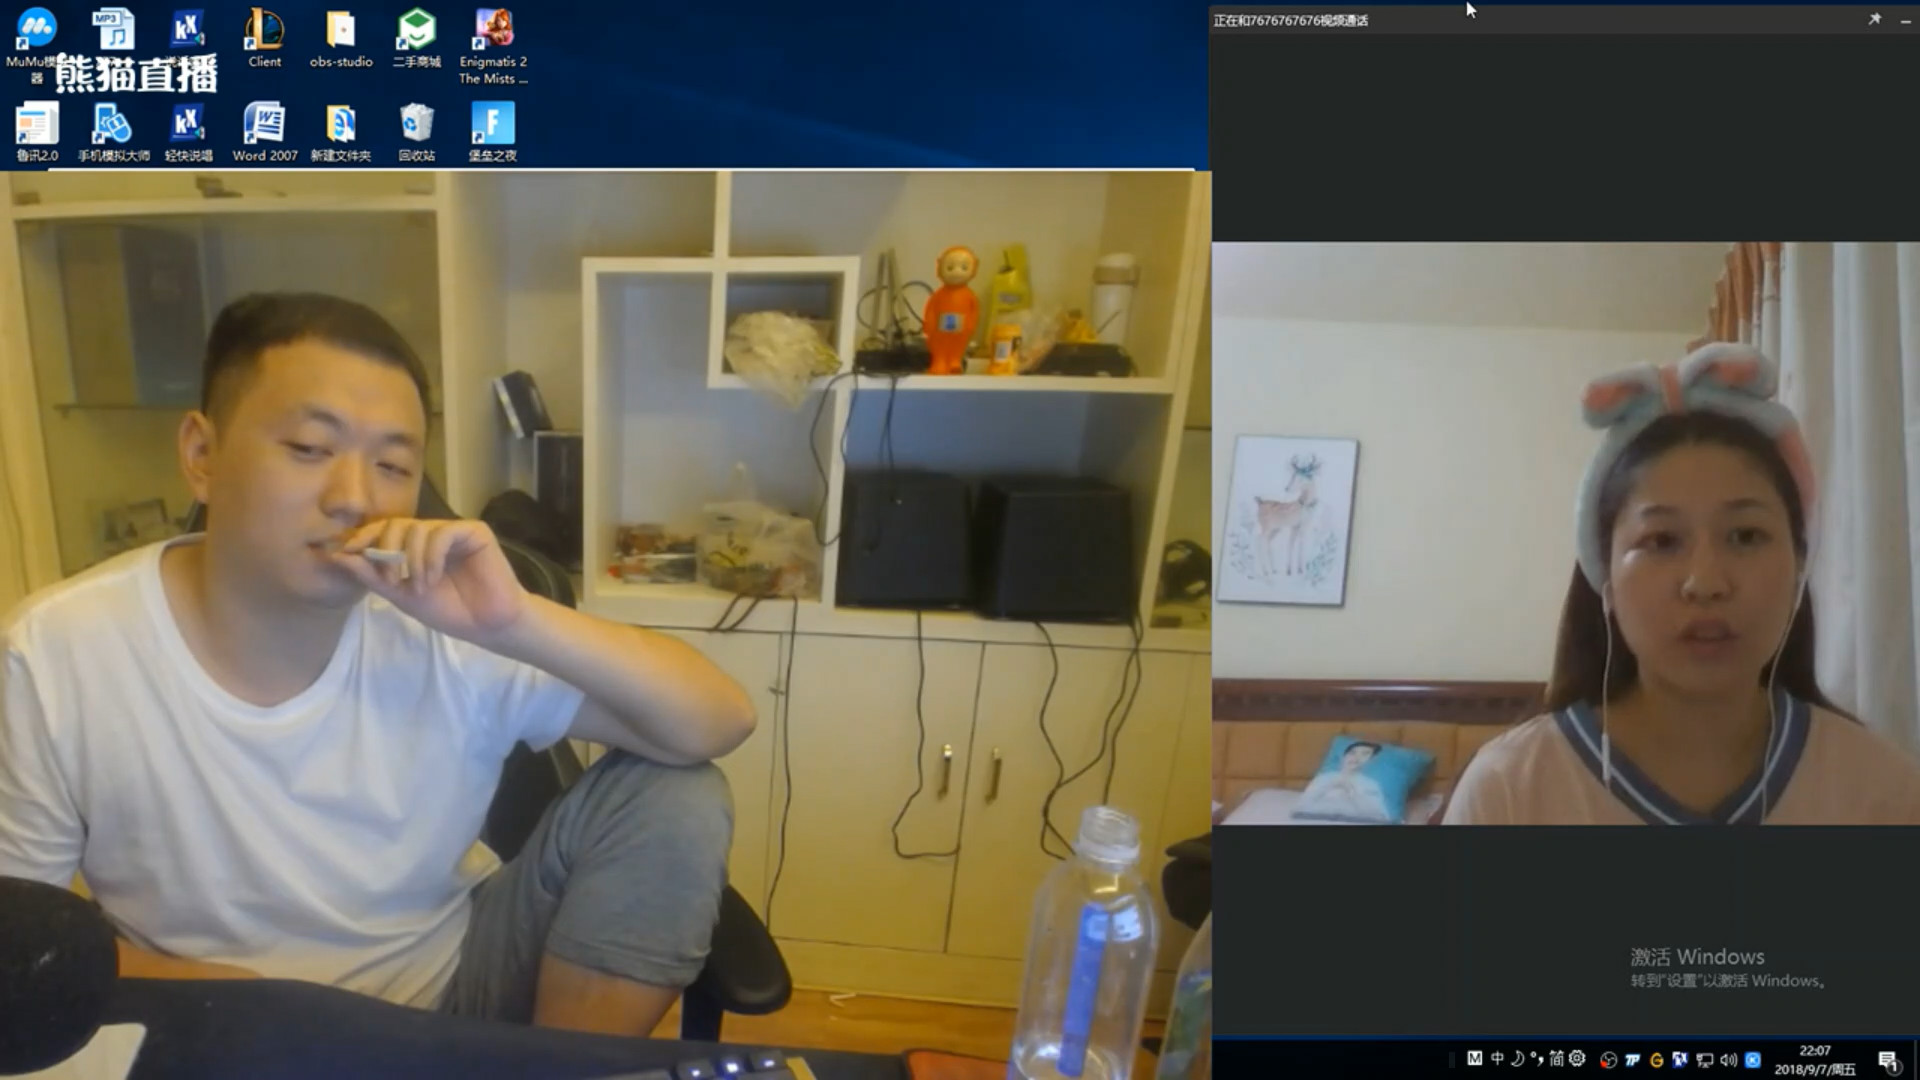 正在和7676767676视频通话
MuMu模
器
Client
obs-studio
二手商城
Enigmatis 2
The Mists ...
熊猫直播
鲁讯2.0
手机模拟大师
轻快说唱
Word 2007
新建文件夹
回收站
堡垒之夜
激活 Windows
转到"设置"以激活 Windows。
中
简
22:07
2018/9/7/周五